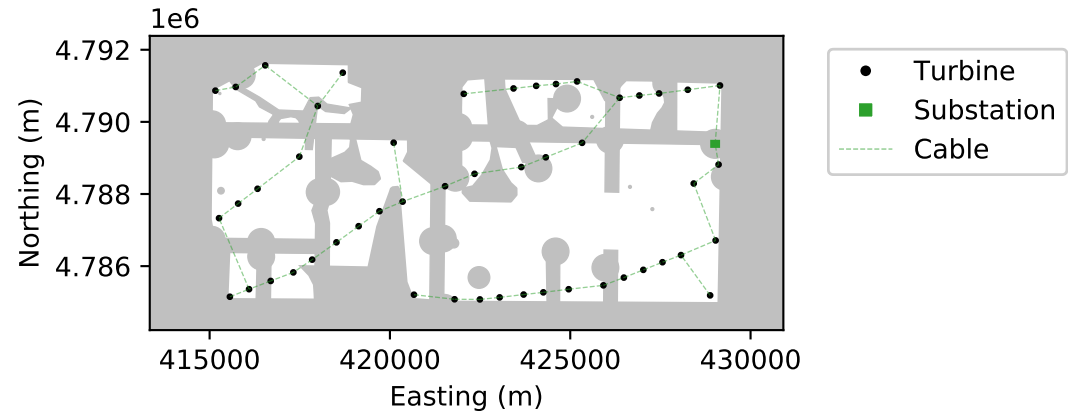 1e6
4.792
4.790
4.788
4.786
Northing (m)
415000 420000 425000 430000
Easting (m)
Turbine
Substation
Cable